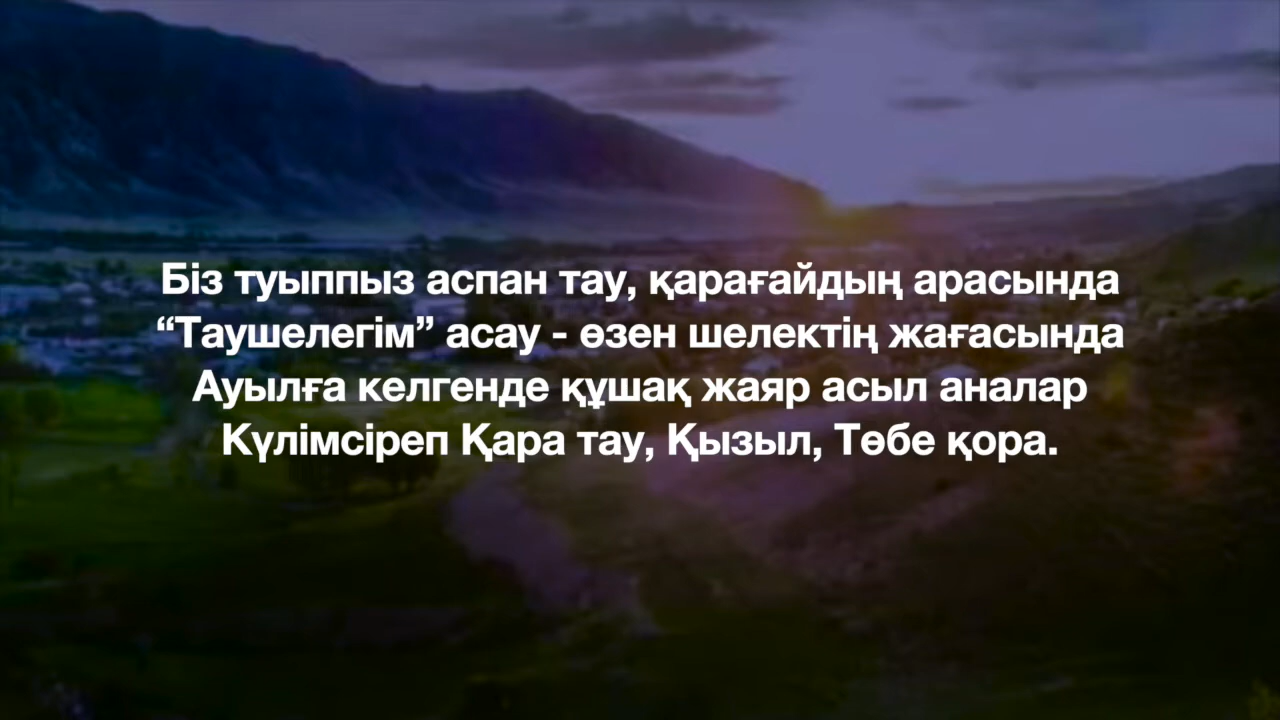 Біз туыппыз аспан тау, қарағайдың арасында
“Таушелегім” асау - өзен шелектің жағасында
Ауылға келгенде құшақ жаяр асыл аналар
Күлімсіреп Қара тау, Қызыл, Төбе қора.